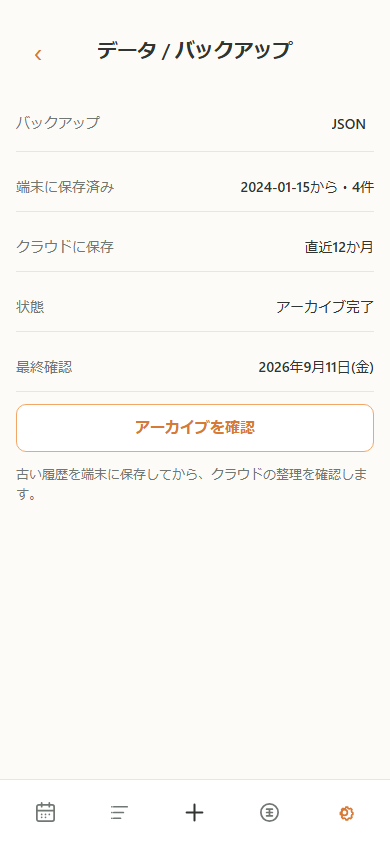 ‹ データ / バックアップ
バックアップ JSON
端末に保存済み 2024-01-15から・4件
クラウドに保存 直近12か月
状態 アーカイブ完了
最終確認 2026年9月11日(金)
アーカイブを確認
古い履歴を端末に保存してから、クラウドの整理を確認しま
す。